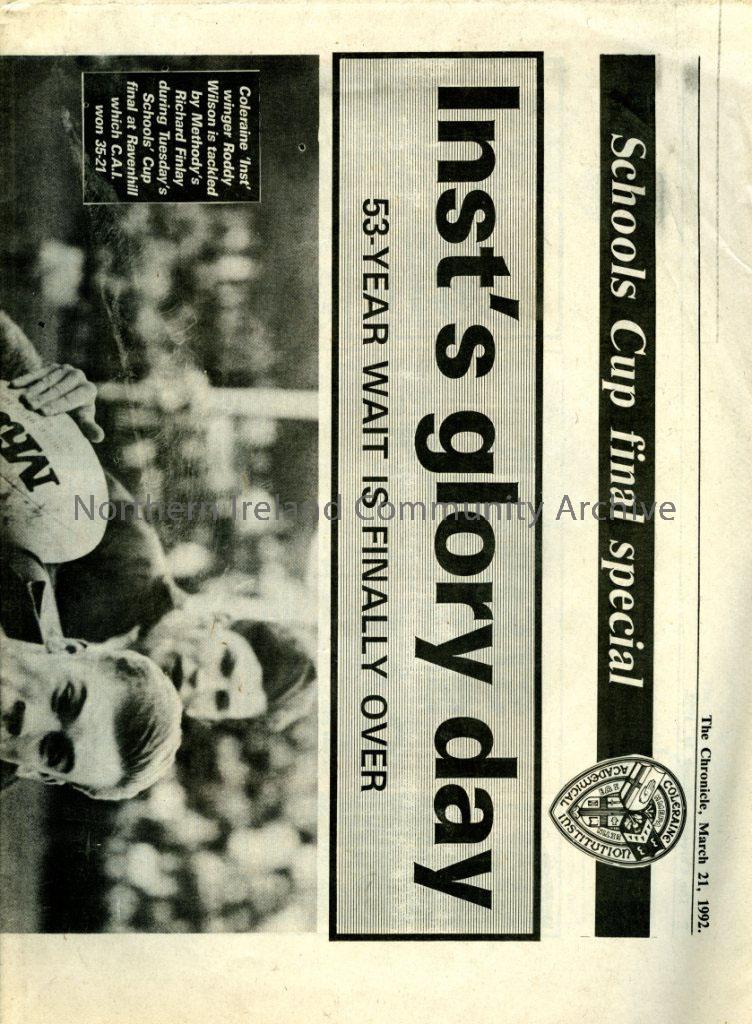 The Chronicle, March 21, 1992.
Schools Cup final special
COLERAINE
ACADEMICAL
INSTITUTION
Inst's glory day
53-YEAR WAIT IS FINALLY OVER
Coleraine 'Inst'
winger Roddy
Wilson is tackled
by Methody's
Richard Finlay
during Tuesday's
Schools' Cup
final at Ravenhill
which C.A.I.
won 35-21
Northern Ireland Community Archive